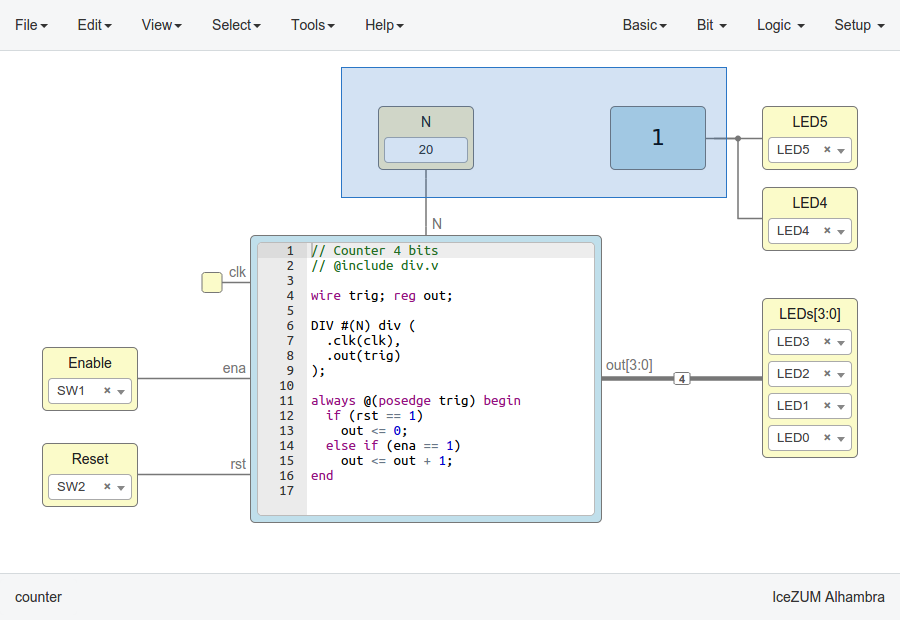 File Edit View Select Tools Help Basic Bit Logic Setup
N
20
1
LED5
LED5 ×
LED4
LED4 ×
N
clk
Enable
SW1 ×
ena
Reset
SW2 ×
rst
1 // Counter 4 bits
2 // @include div.v
3
4 wire trig; reg out;
5
6 DIV #(N) div (
7 .clk(clk),
8 .out(trig)
9 );
10
11 always @(posedge trig) begin
12 if (rst == 1)
13 out <= 0;
14 else if (ena == 1)
15 out <= out + 1;
16 end
17
out[3:0]
4
LEDs[3:0]
LED3 ×
LED2 ×
LED1 ×
LED0 ×
counter
IceZUM Alhambra